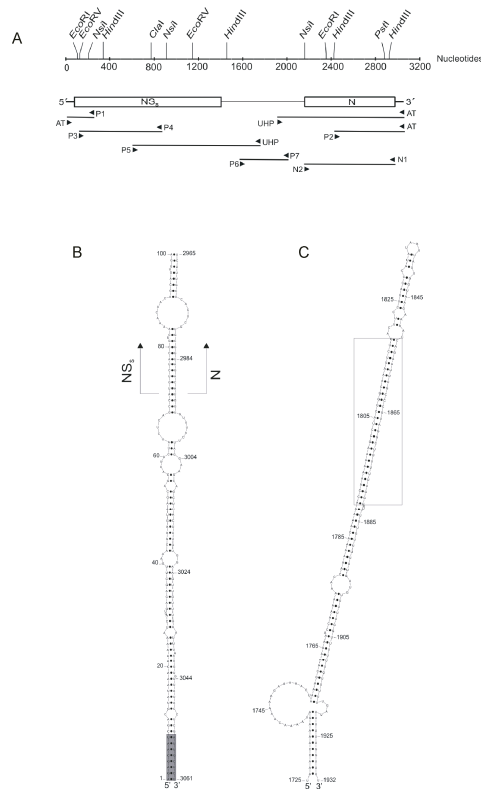 A
EcoRI EcoRV NsiI HindIII ClaI NsiI EcoRV HindIII NsiI EcoRI HindIII PstI HindIII
Nucleotides
0 400 800 1200 1600 2000 2400 2800 3200
5´ NSs N 3´
AT P1 UHP AT
P3 P4 P2 AT
P5 UHP
P6 P7 N2 N1
B
C
100 2965
80 2984
NSs N
60 3004
40 3024
20 3044
1 3061
5' 3'
1825 1845
1805 1865
1785 1885
1765 1905
1745
1925
1725 1932
5' 3'